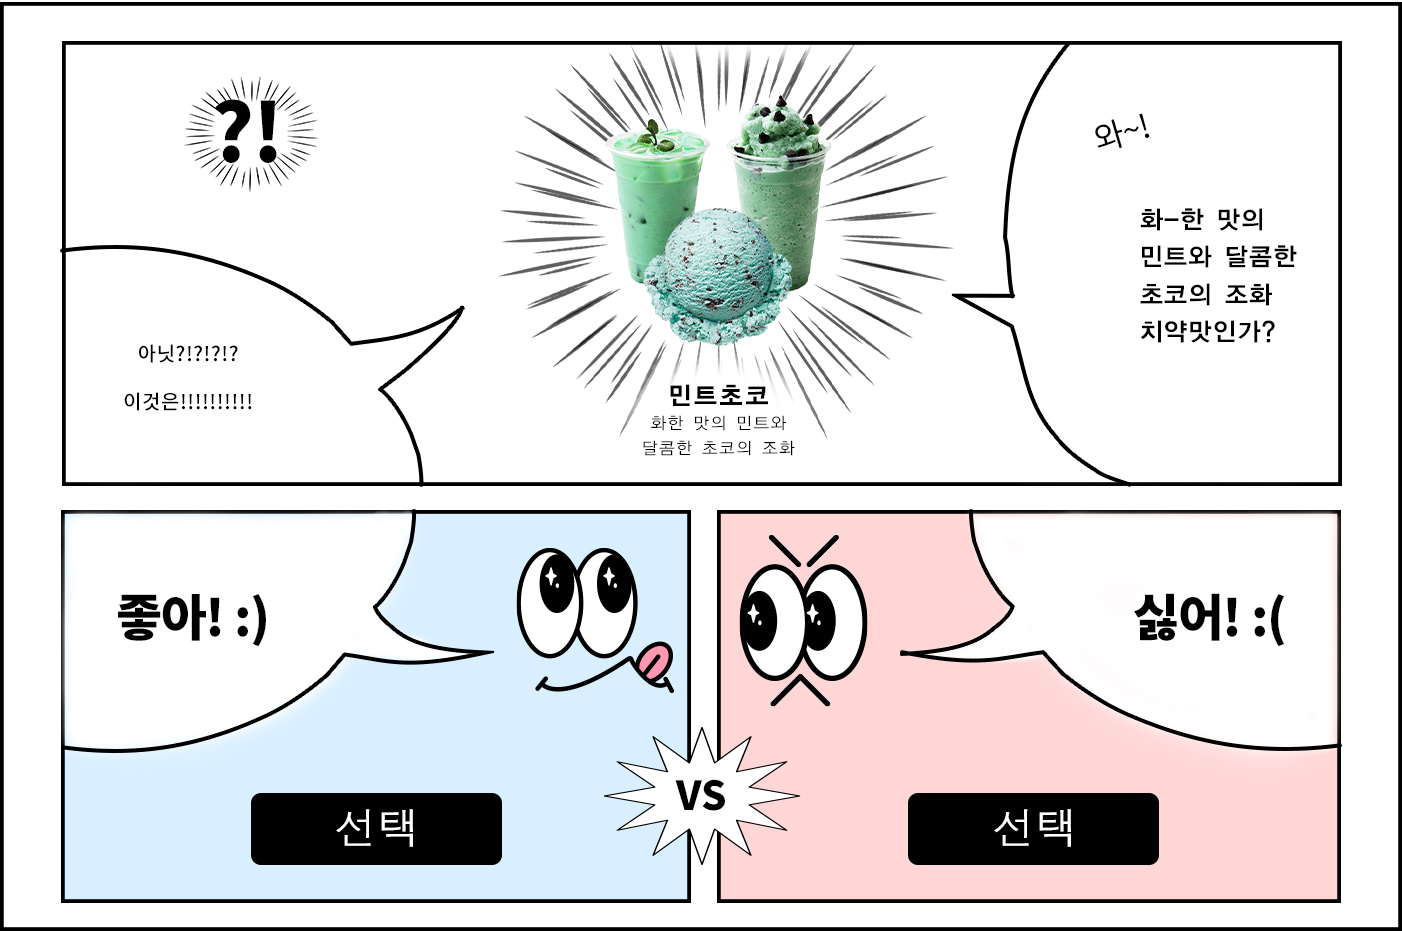 ?!
와~!
화-한 맛의
민트와 달콤한
초코의 조화
치약맛인가?
아닛?!?!?!?
이것은!!!!!!!!!!
민트초코
화한 맛의 민트와
달콤한 초코의 조화
좋아! :)
싫어! :(
VS
선택
선택